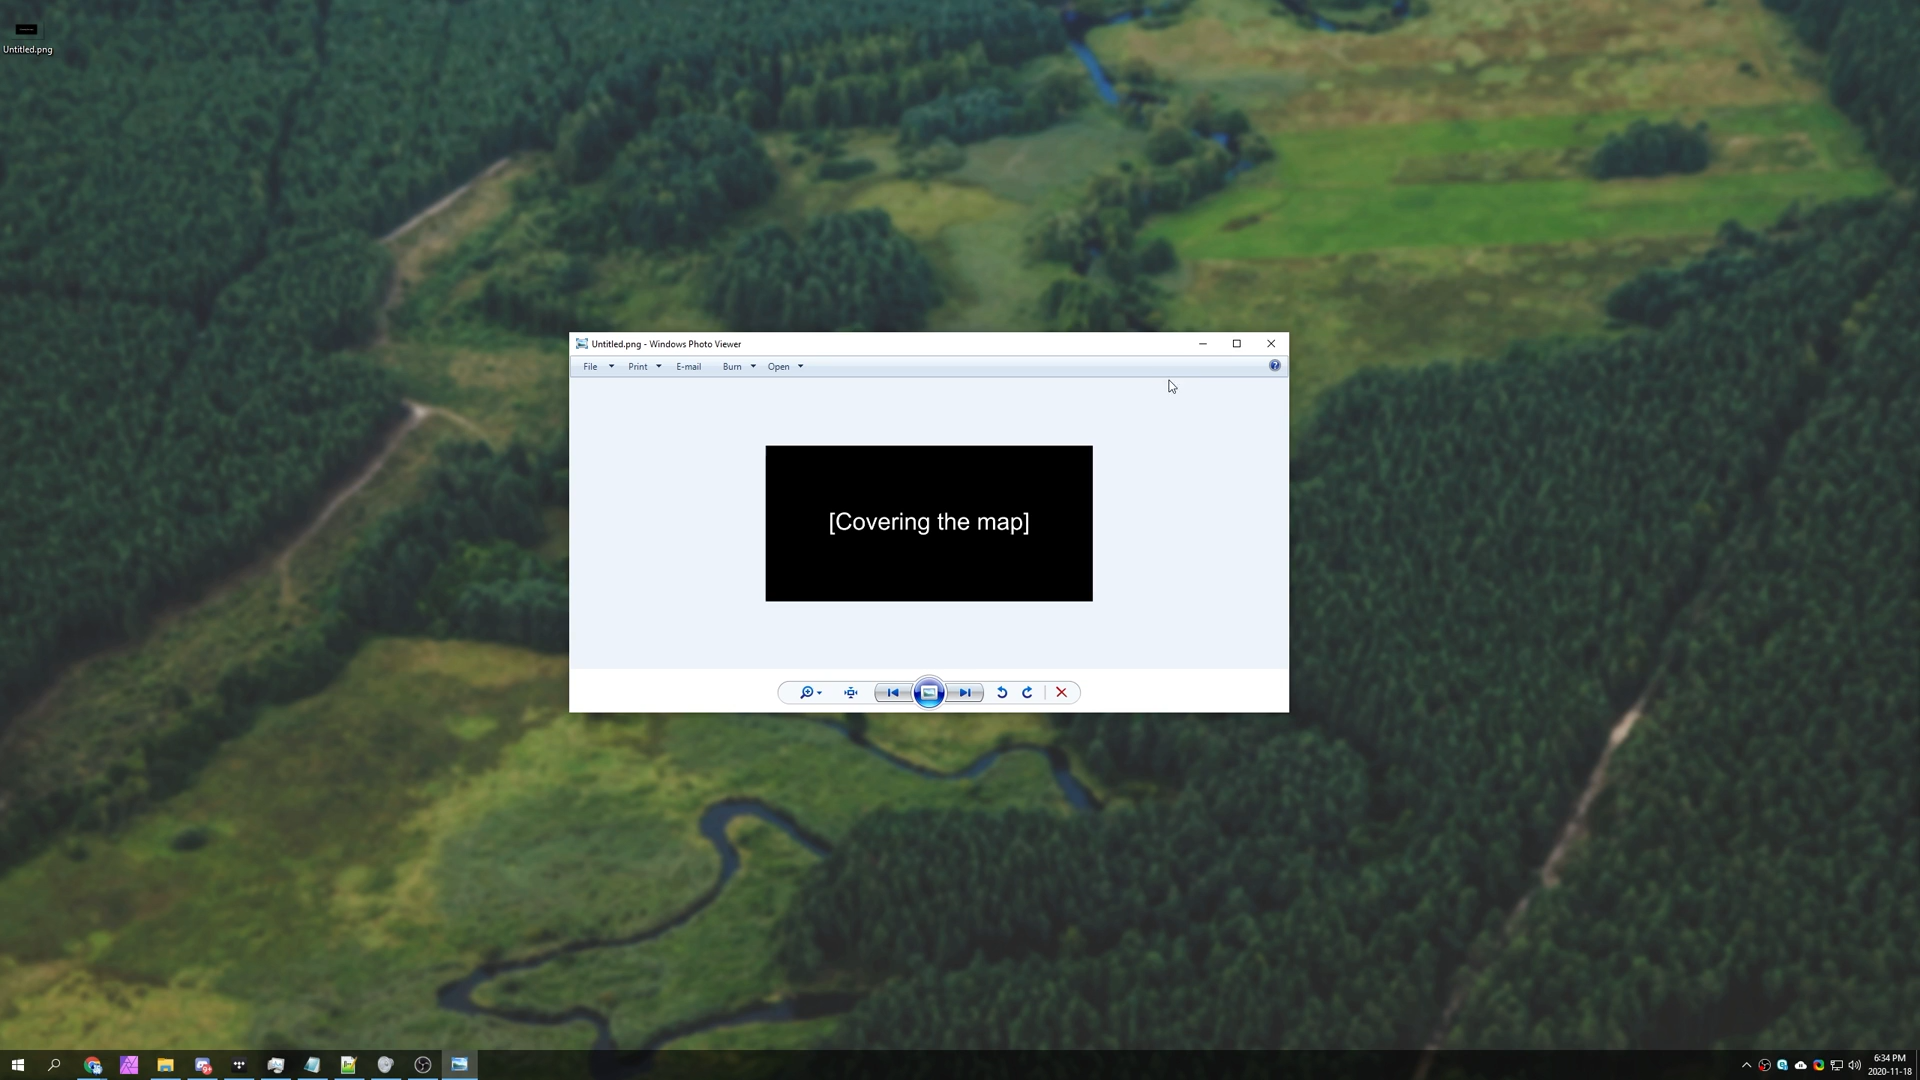 Untitled.png
Untitled.png - Windows Photo Viewer
File Print E-mail Burn Open
[Covering the map]
6:34 PM
2020-11-18